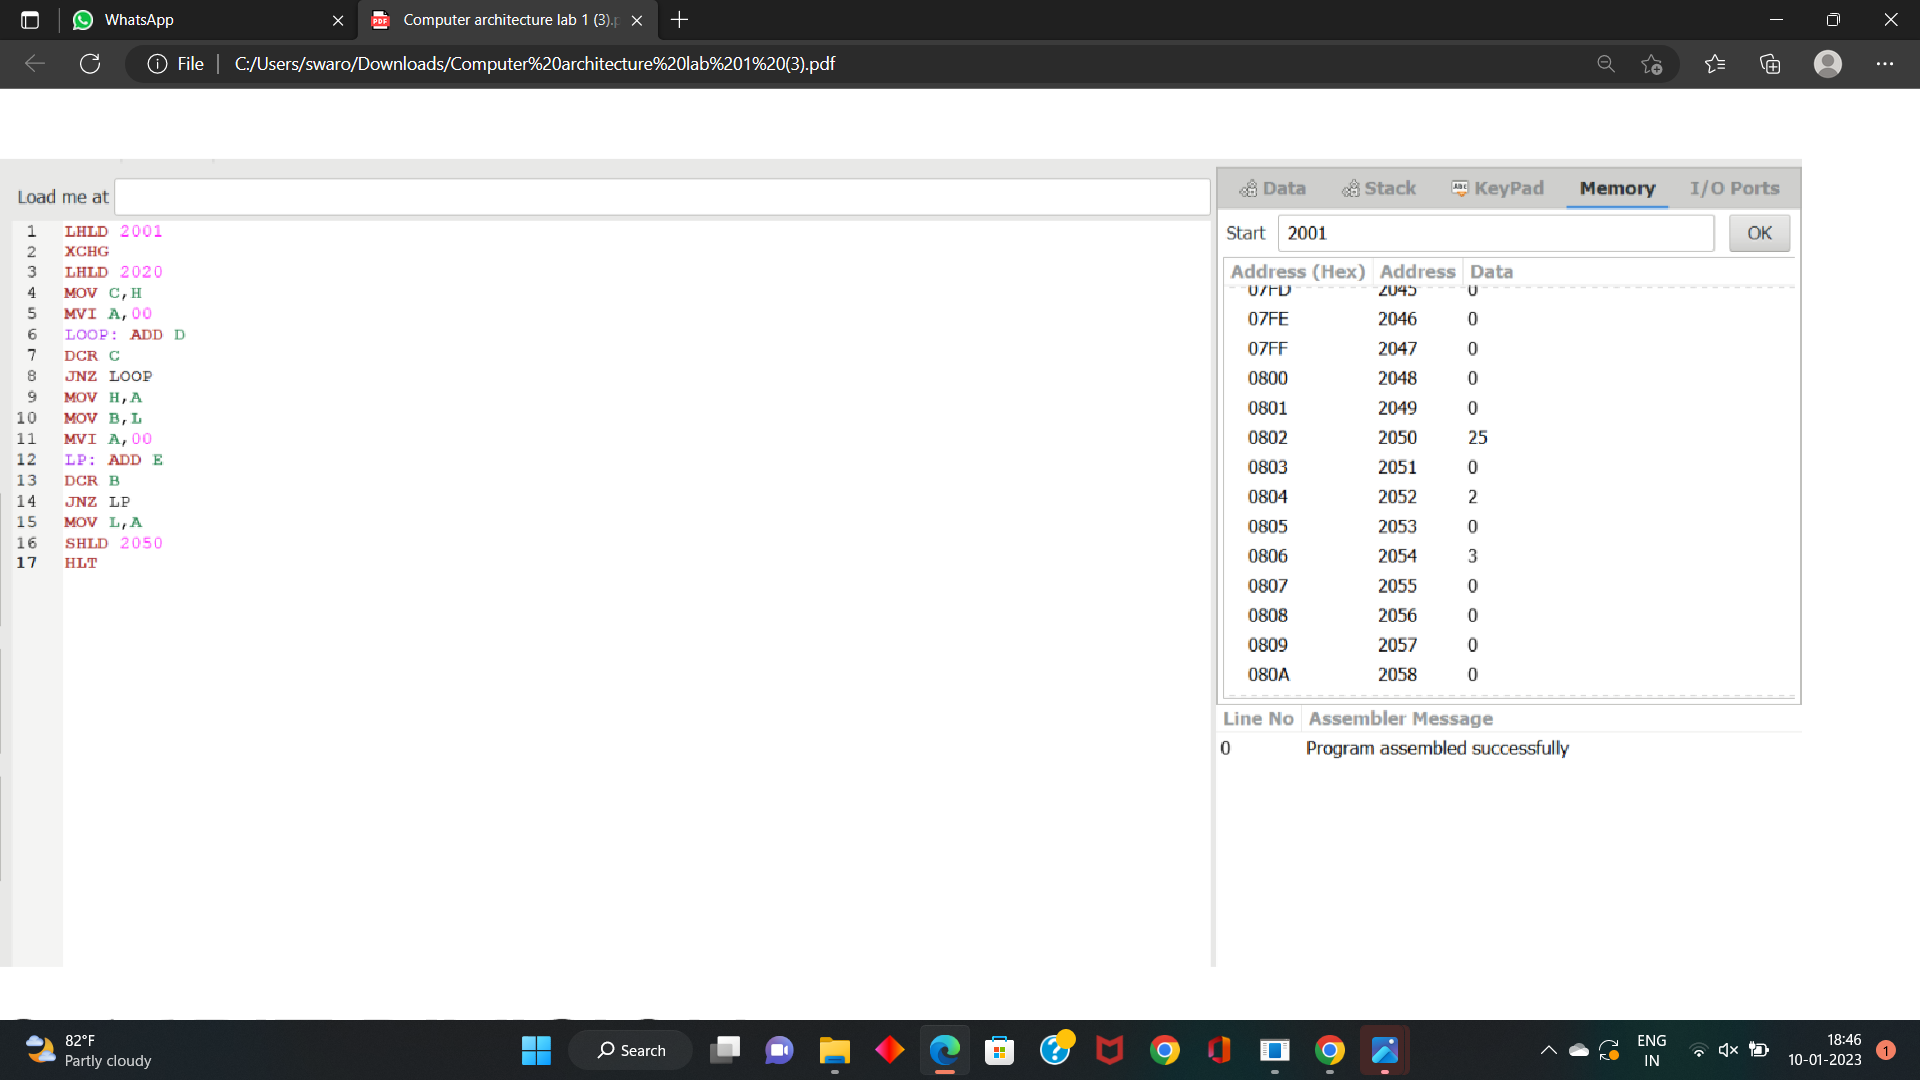 WhatsApp
Computer architecture lab 1 (3).p
File
C:/Users/swaro/Downloads/Computer%20architecture%20lab%201%20(3).pdf
Load me at
1 LHLD 2001
2 XCHG
3 LHLD 2020
4 MOV C,H
5 MVI A,00
6 LOOP: ADD D
7 DCR C
8 JNZ LOOP
9 MOV H,A
10 MOV B,L
11 MVI A,00
12 LP: ADD E
13 DCR B
14 JNZ LP
15 MOV L,A
16 SHLD 2050
17 HLT
Data Stack KeyPad Memory I/O Ports
Start 2001 OK
Address (Hex) Address Data
07FD 2045 0
07FE 2046 0
07FF 2047 0
0800 2048 0
0801 2049 0
0802 2050 25
0803 2051 0
0804 2052 2
0805 2053 0
0806 2054 3
0807 2055 0
0808 2056 0
0809 2057 0
080A 2058 0
Line No Assembler Message
0 Program assembled successfully
82°F
Partly cloudy
Search
ENG
IN
18:46
10-01-2023
1